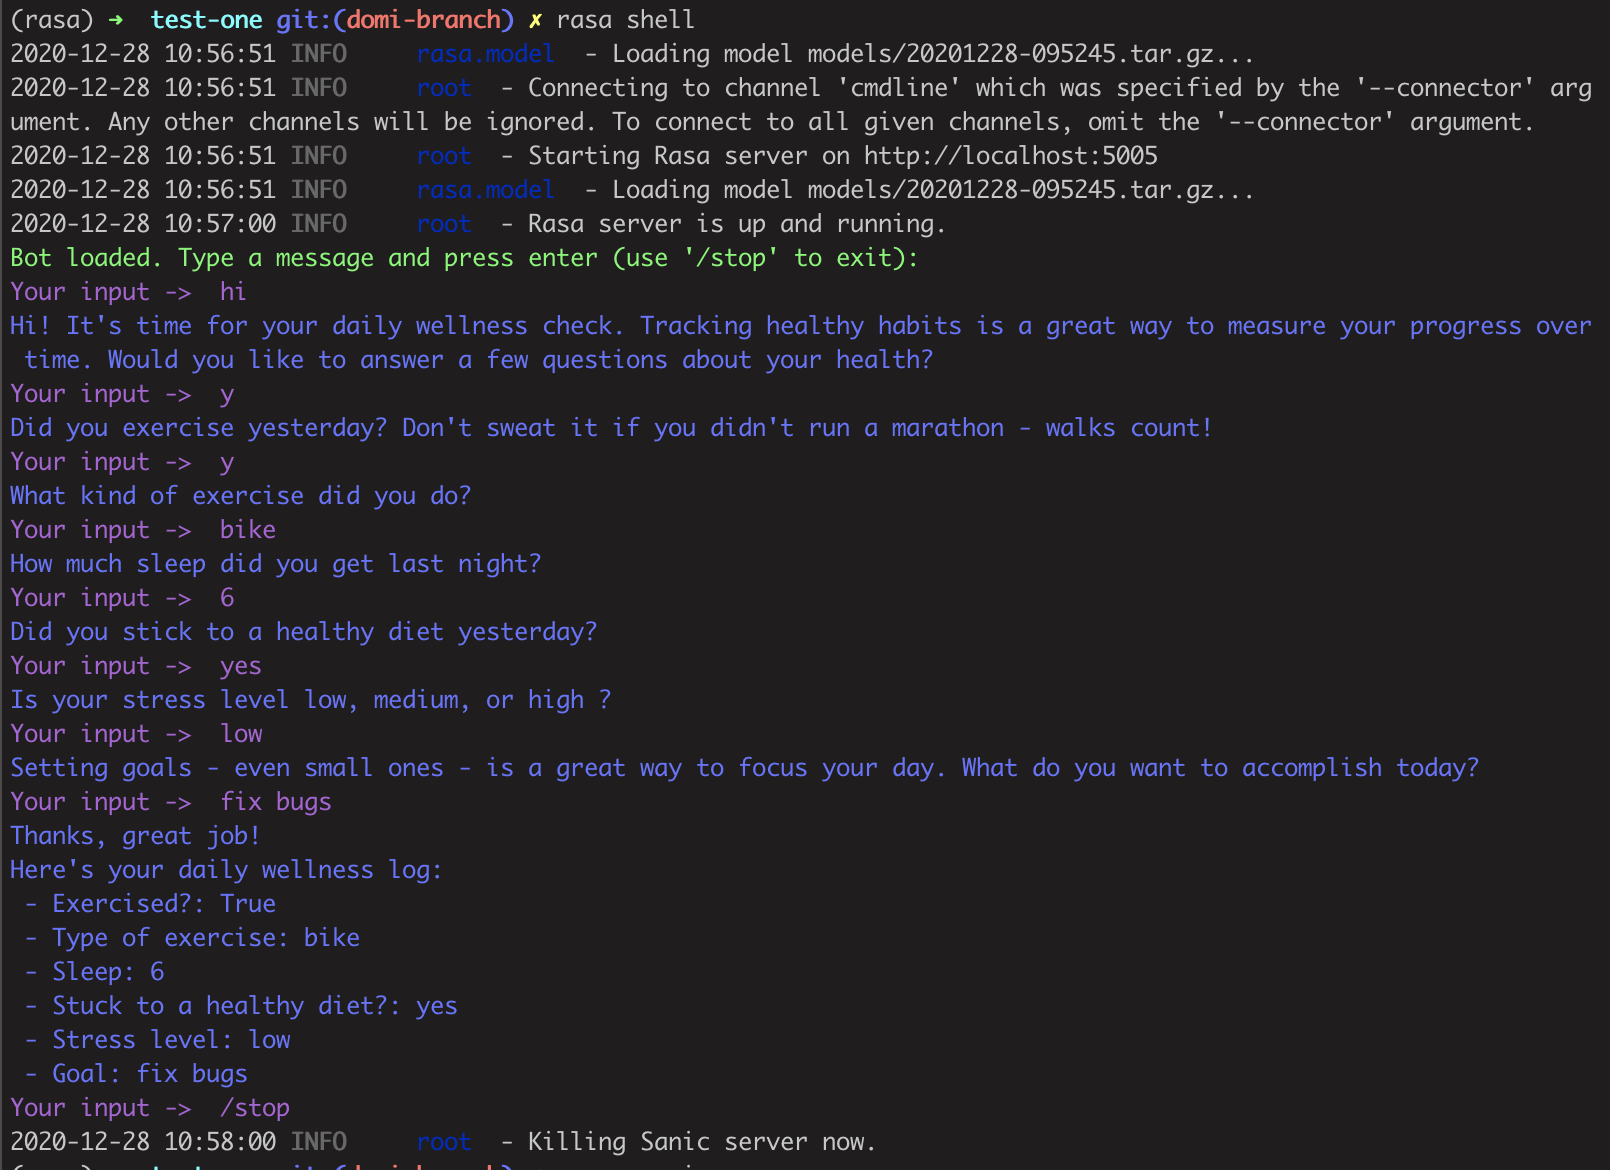 (rasa) ➜  test-one git:(domi-branch) ✗ rasa shell
2020-12-28 10:56:51 INFO     rasa.model  - Loading model models/20201228-095245.tar.gz...
2020-12-28 10:56:51 INFO     root  - Connecting to channel 'cmdline' which was specified by the '--connector' arg
ument. Any other channels will be ignored. To connect to all given channels, omit the '--connector' argument.
2020-12-28 10:56:51 INFO     root  - Starting Rasa server on http://localhost:5005
2020-12-28 10:56:51 INFO     rasa.model  - Loading model models/20201228-095245.tar.gz...
2020-12-28 10:57:00 INFO     root  - Rasa server is up and running.
Bot loaded. Type a message and press enter (use '/stop' to exit):
Your input ->  hi
Hi! It's time for your daily wellness check. Tracking healthy habits is a great way to measure your progress over
 time. Would you like to answer a few questions about your health?
Your input ->  y
Did you exercise yesterday? Don't sweat it if you didn't run a marathon - walks count!
Your input ->  y
What kind of exercise did you do?
Your input ->  bike
How much sleep did you get last night?
Your input ->  6
Did you stick to a healthy diet yesterday?
Your input ->  yes
Is your stress level low, medium, or high ?
Your input ->  low
Setting goals - even small ones - is a great way to focus your day. What do you want to accomplish today?
Your input ->  fix bugs
Thanks, great job!
Here's your daily wellness log:
 - Exercised?: True
 - Type of exercise: bike
 - Sleep: 6
 - Stuck to a healthy diet?: yes
 - Stress level: low
 - Goal: fix bugs
Your input ->  /stop
2020-12-28 10:58:00 INFO     root  - Killing Sanic server now.